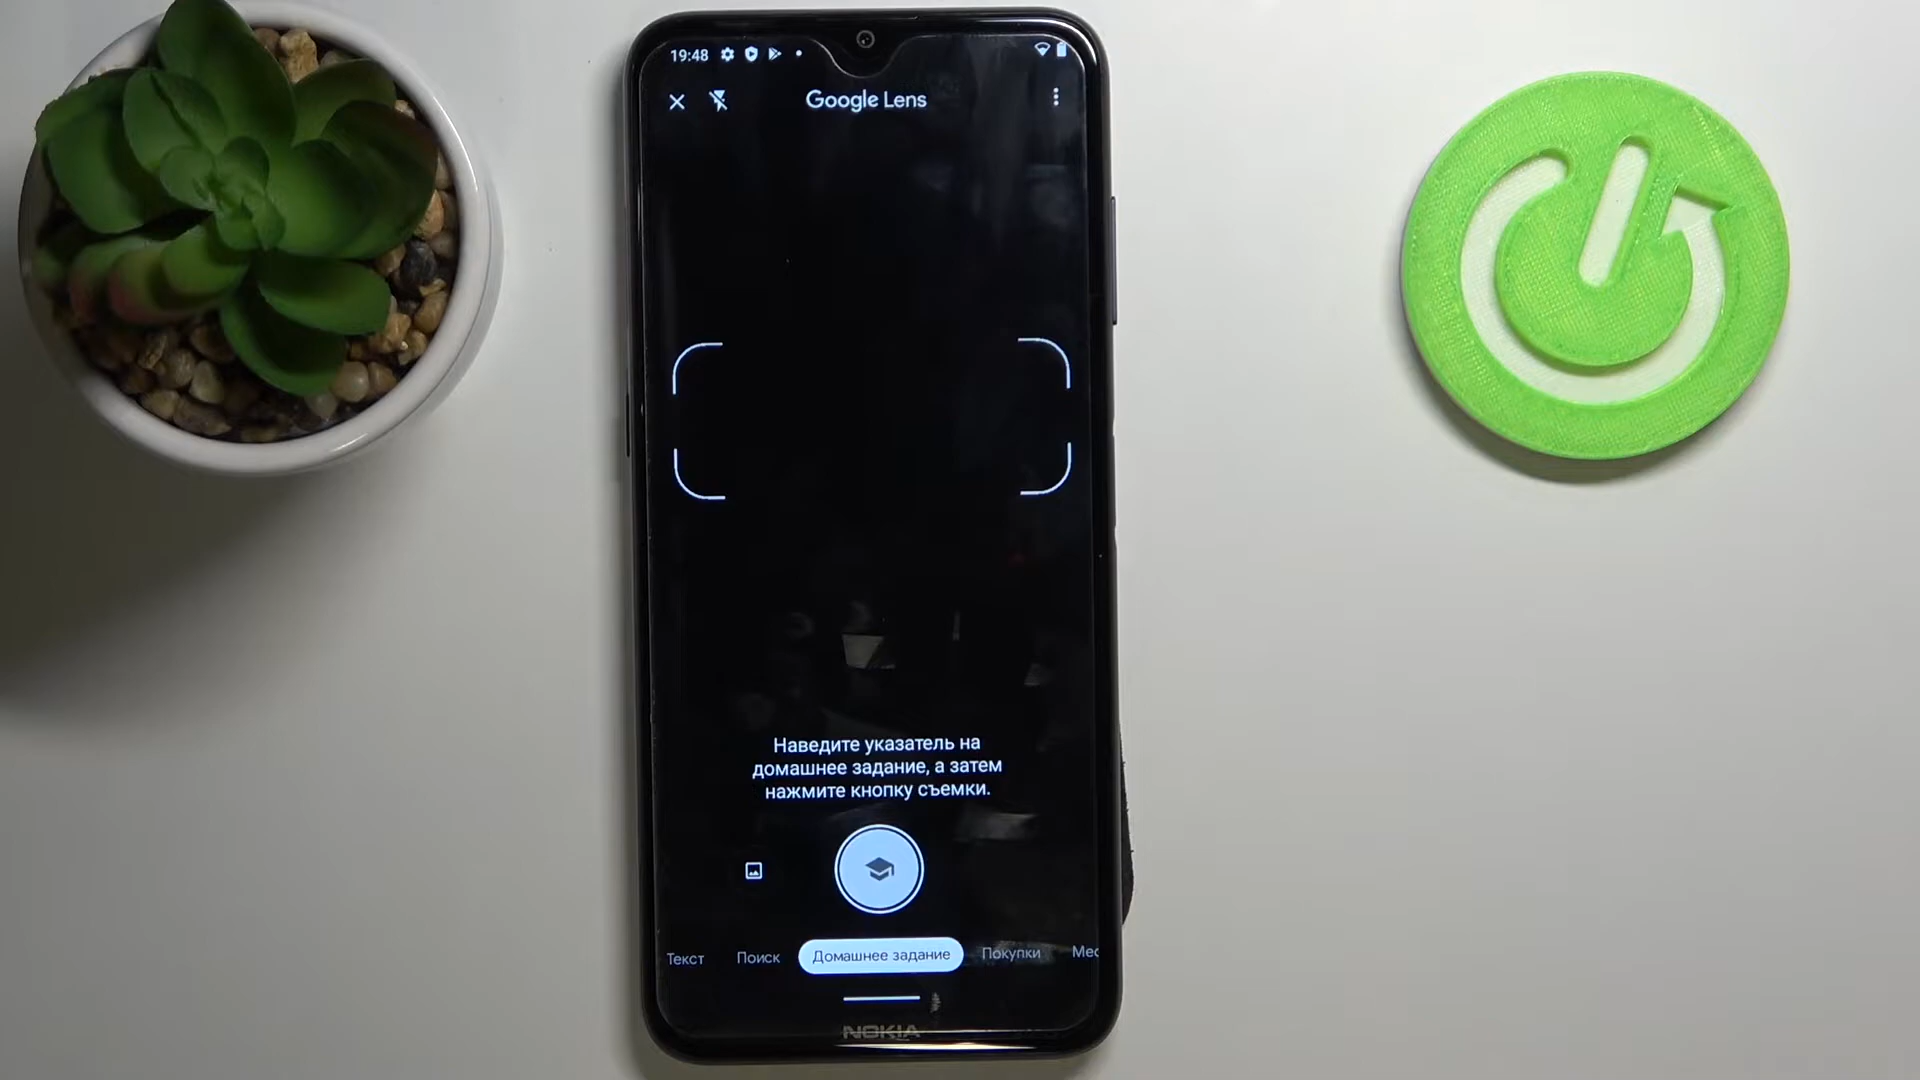 19:48
Google Lens
Наведите указатель на
домашнее задание, а затем
нажмите кнопку съемки.
Текст Поиск Домашнее задание Покупки Мес
NOKIA